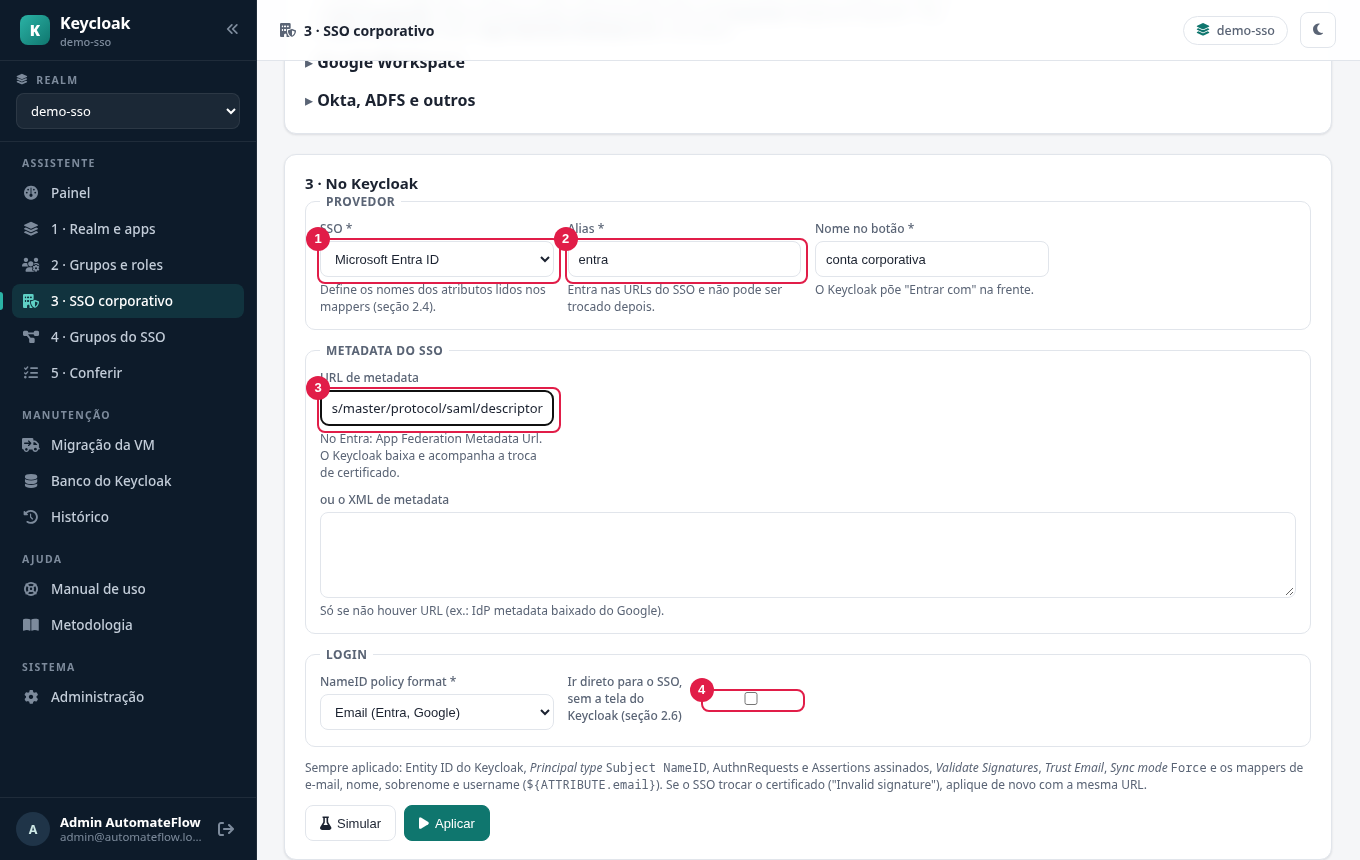 K
Keycloak
demo-sso
REALM
demo-sso
ASSISTENTE
Painel
1 · Realm e apps
2 · Grupos e roles
3 · SSO corporativo
4 · Grupos do SSO
5 · Conferir
MANUTENÇÃO
Migração da VM
Banco do Keycloak
Histórico
AJUDA
Manual de uso
Metodologia
SISTEMA
Administração
A
Admin AutomateFlow
admin@automateflow.lo...
3 · SSO corporativo
demo-sso
Google Workspace
Okta, ADFS e outros
3 · No Keycloak
PROVEDOR
SSO *
Alias *
Nome no botão *
1
Microsoft Entra ID
2
entra
conta corporativa
Define os nomes dos atributos lidos nos
mappers (seção 2.4).
Entra nas URLs do SSO e não pode ser
trocado depois.
O Keycloak põe "Entrar com" na frente.
METADATA DO SSO
URL de metadata
3
s/master/protocol/saml/descriptor
No Entra: App Federation Metadata Url.
O Keycloak baixa e acompanha a troca
de certificado.
ou o XML de metadata
Só se não houver URL (ex.: IdP metadata baixado do Google).
LOGIN
NameID policy format *
Email (Entra, Google)
Ir direto para o SSO,
sem a tela do
Keycloak (seção 2.6)
4
Sempre aplicado: Entity ID do Keycloak, Principal type Subject NameID, AuthnRequests e Assertions assinados, Validate Signatures, Trust Email, Sync mode Force e os mappers de
e-mail, nome, sobrenome e username (${ATTRIBUTE.email}). Se o SSO trocar o certificado ("Invalid signature"), aplique de novo com a mesma URL.
Simular
Aplicar